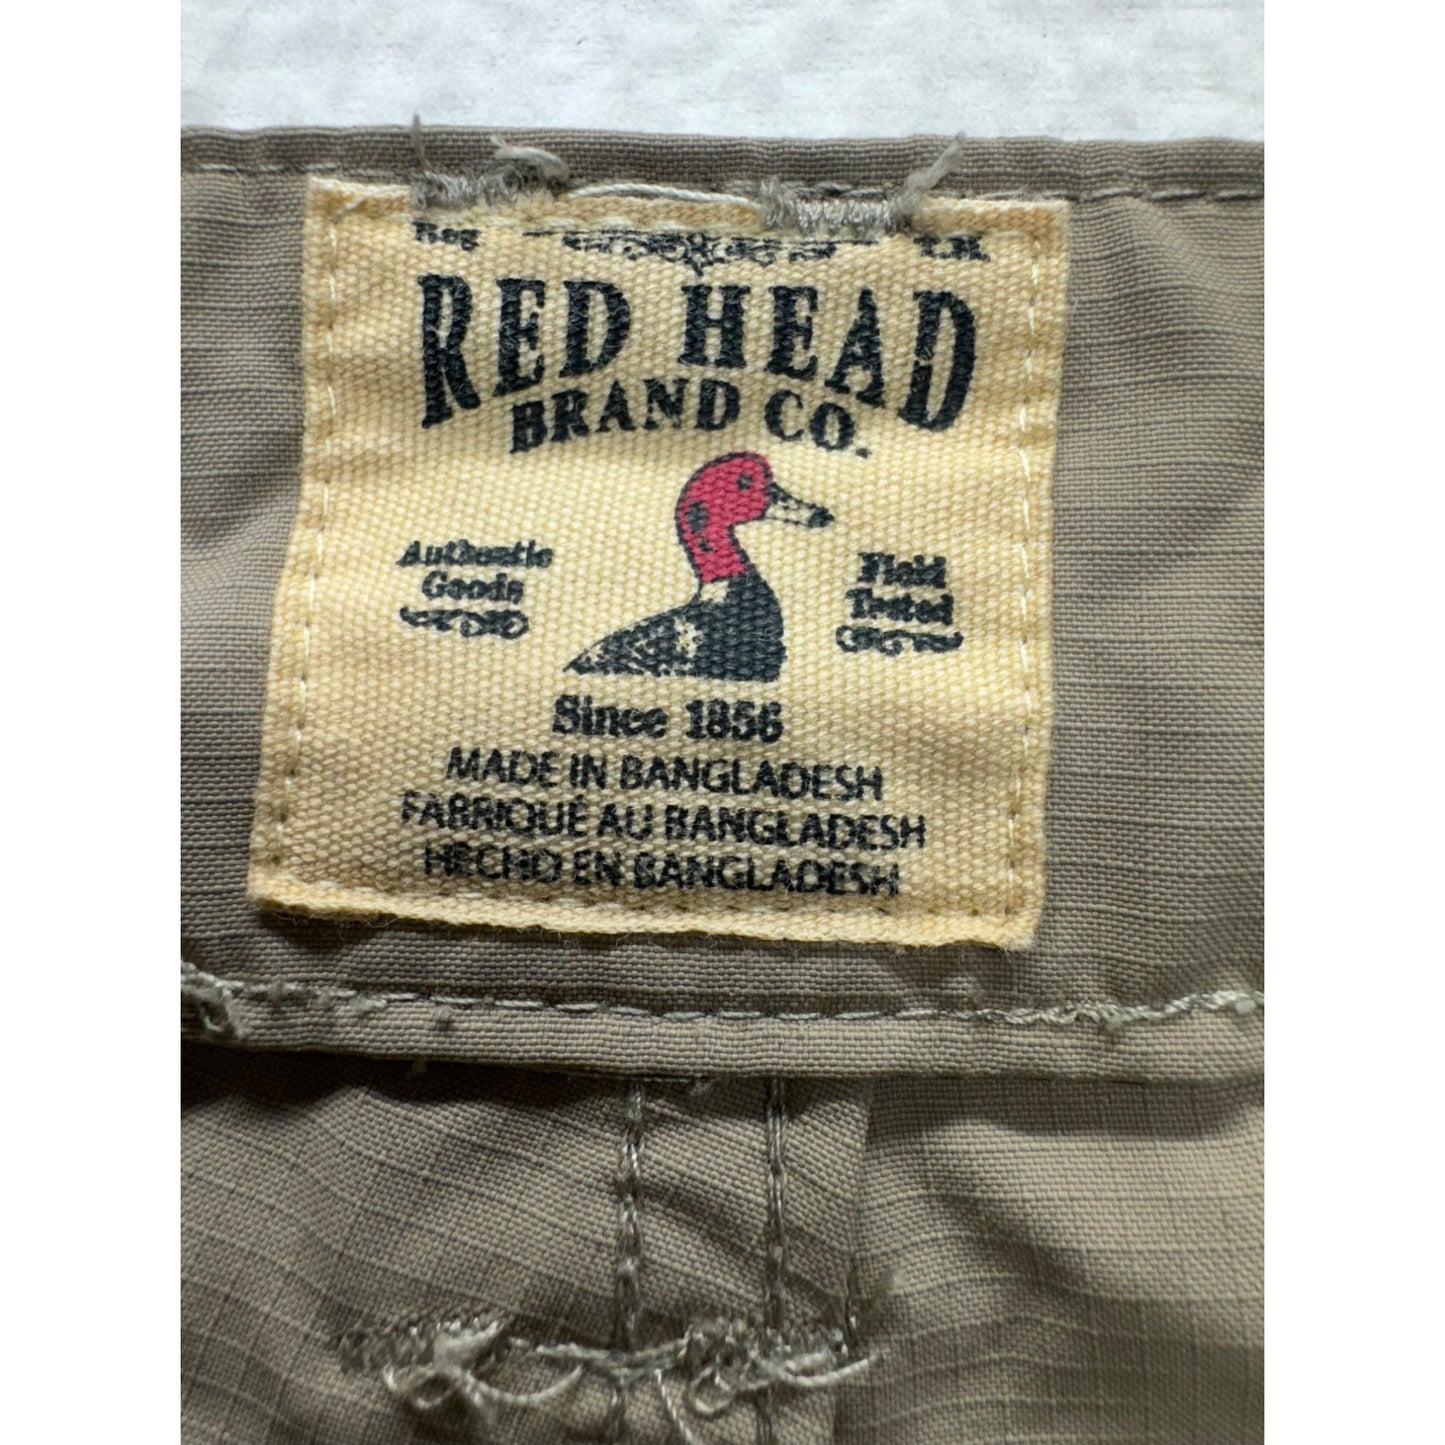 Reg T.M.
RED HEAD
BRAND CO.
Authentic
Goods
Field
Tested
Since 1856
MADE IN BANGLADESH
FABRIQUÉ AU BANGLADESH
HECHO EN BANGLADESH